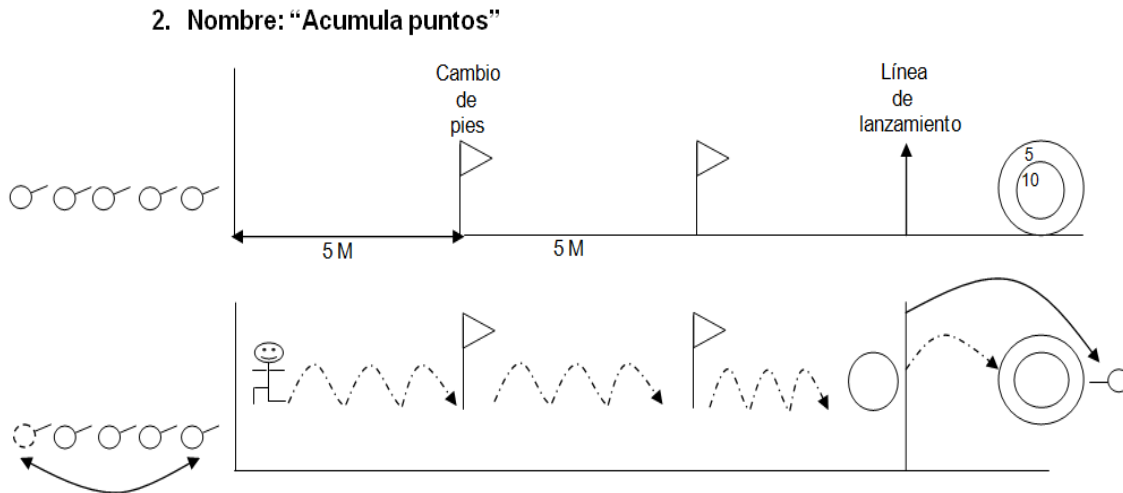 2. Nombre: “Acumula puntos”
Cambio
de
pies
Línea
de
lanzamiento
5
10
5 M
5 M